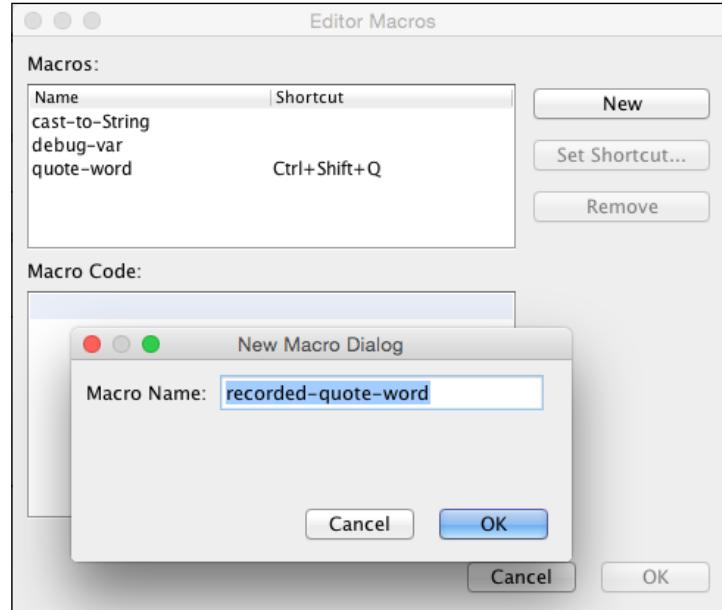 Editor Macros
Macros:
Name Shortcut
New
cast-to-String
debug-var
Set Shortcut...
quote-word Ctrl+Shift+Q
Remove
Macro Code:
New Macro Dialog
Macro Name: recorded-quote-word
Cancel OK
Cancel OK